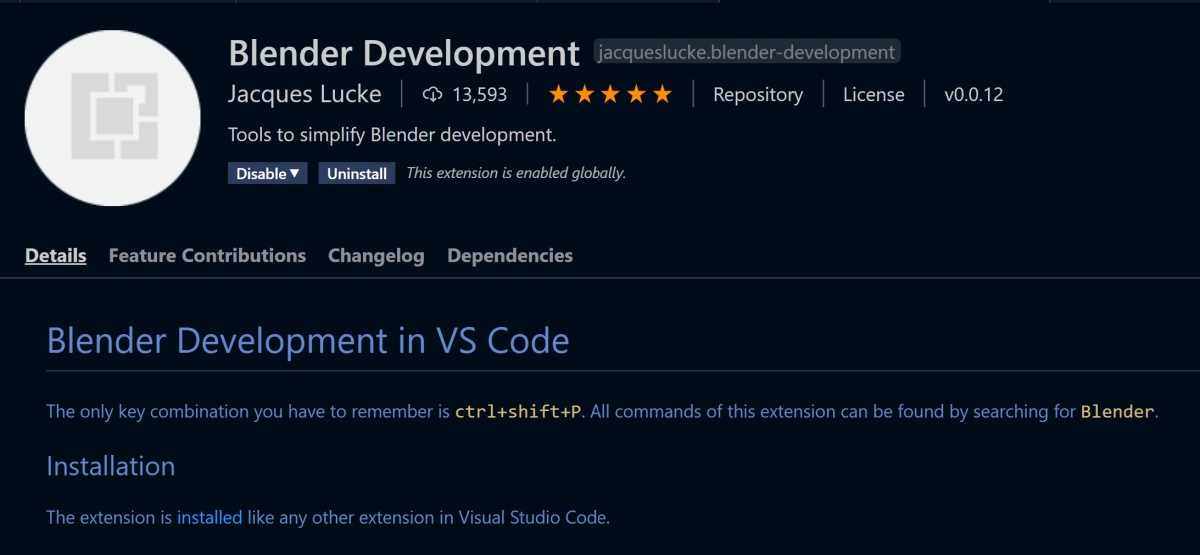 Blender Development jacqueslucke.blender-development
Jacques Lucke 13,593 Repository License v0.0.12
Tools to simplify Blender development.
Disable▼ Uninstall This extension is enabled globally.
Details Feature Contributions Changelog Dependencies
Blender Development in VS Code
The only key combination you have to remember is ctrl+shift+P. All commands of this extension can be found by searching for Blender.
Installation
The extension is installed like any other extension in Visual Studio Code.